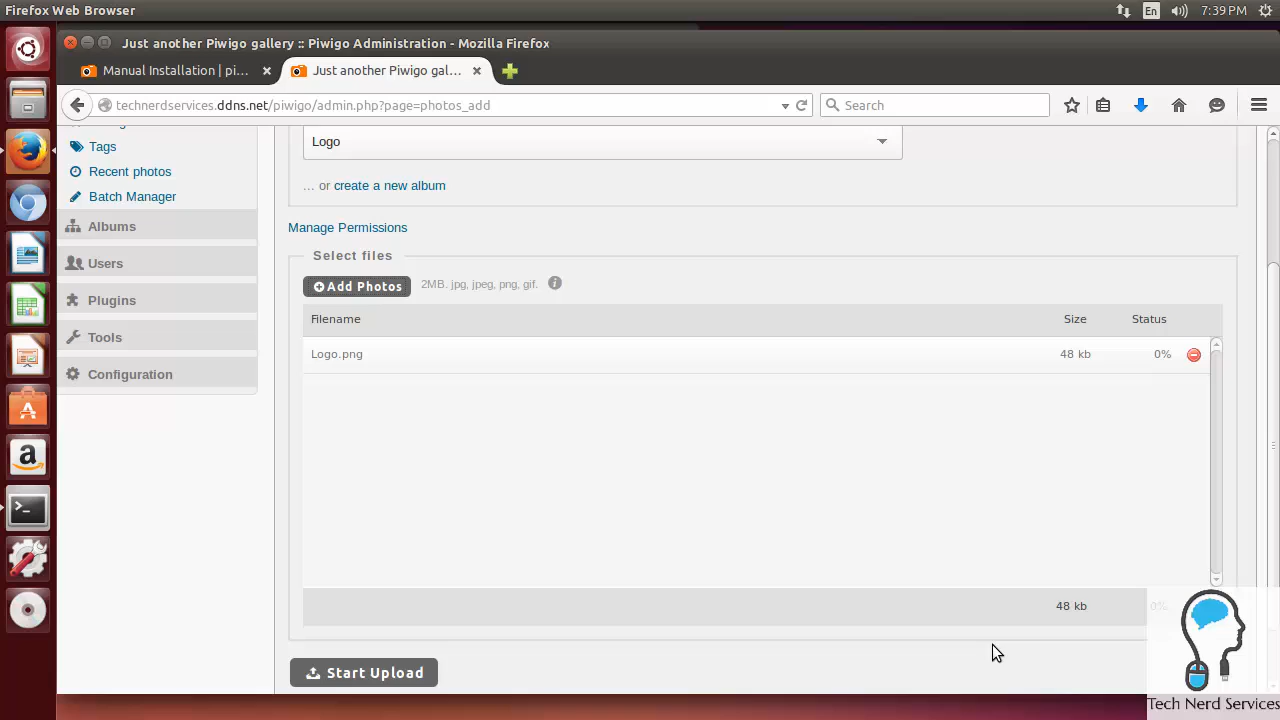 Firefox Web Browser
En
7:39 PM
Just another Piwigo gallery :: Piwigo Administration - Mozilla Firefox
Manual Installation | pi...
Just another Piwigo gal...
technerdservices.ddns.net/piwigo/admin.php?page=photos_add
Search
Tags
Recent photos
Batch Manager
Albums
Users
Plugins
Tools
Configuration
Logo
... or create a new album
Manage Permissions
Select files
Add Photos
2MB. jpg, jpeg, png, gif.
Filename
Size
Status
Logo.png
48 kb
0%
48 kb
0%
Start Upload
Tech Nerd Services